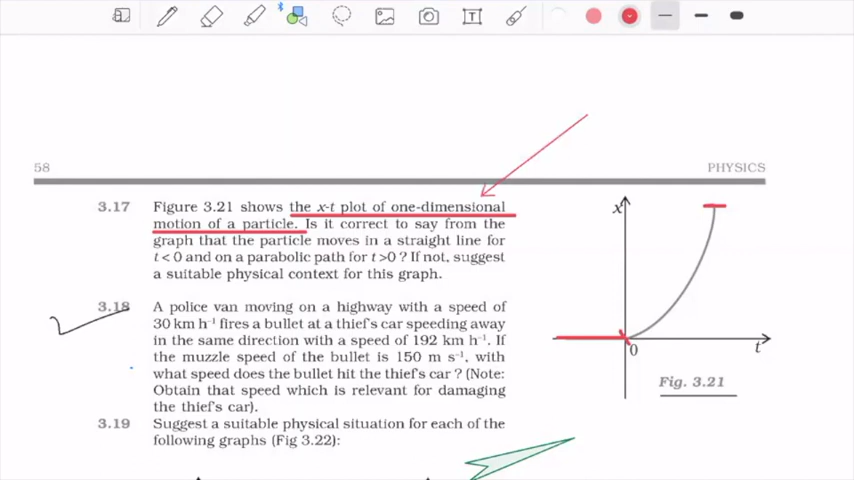 T
58
PHYSICS
3.17 Figure 3.21 shows the x-t plot of one-dimensional
motion of a particle. Is it correct to say from the
graph that the particle moves in a straight line for
t < 0 and on a parabolic path for t >0 ? If not, suggest
a suitable physical context for this graph.
3.18 A police van moving on a highway with a speed of
30 km h⁻¹ fires a bullet at a thief's car speeding away
in the same direction with a speed of 192 km h⁻¹. If
the muzzle speed of the bullet is 150 m s⁻¹, with
what speed does the bullet hit the thief's car ? (Note:
Obtain that speed which is relevant for damaging
the thief's car).
3.19 Suggest a suitable physical situation for each of the
following graphs (Fig 3.22):
x
0
t
Fig. 3.21